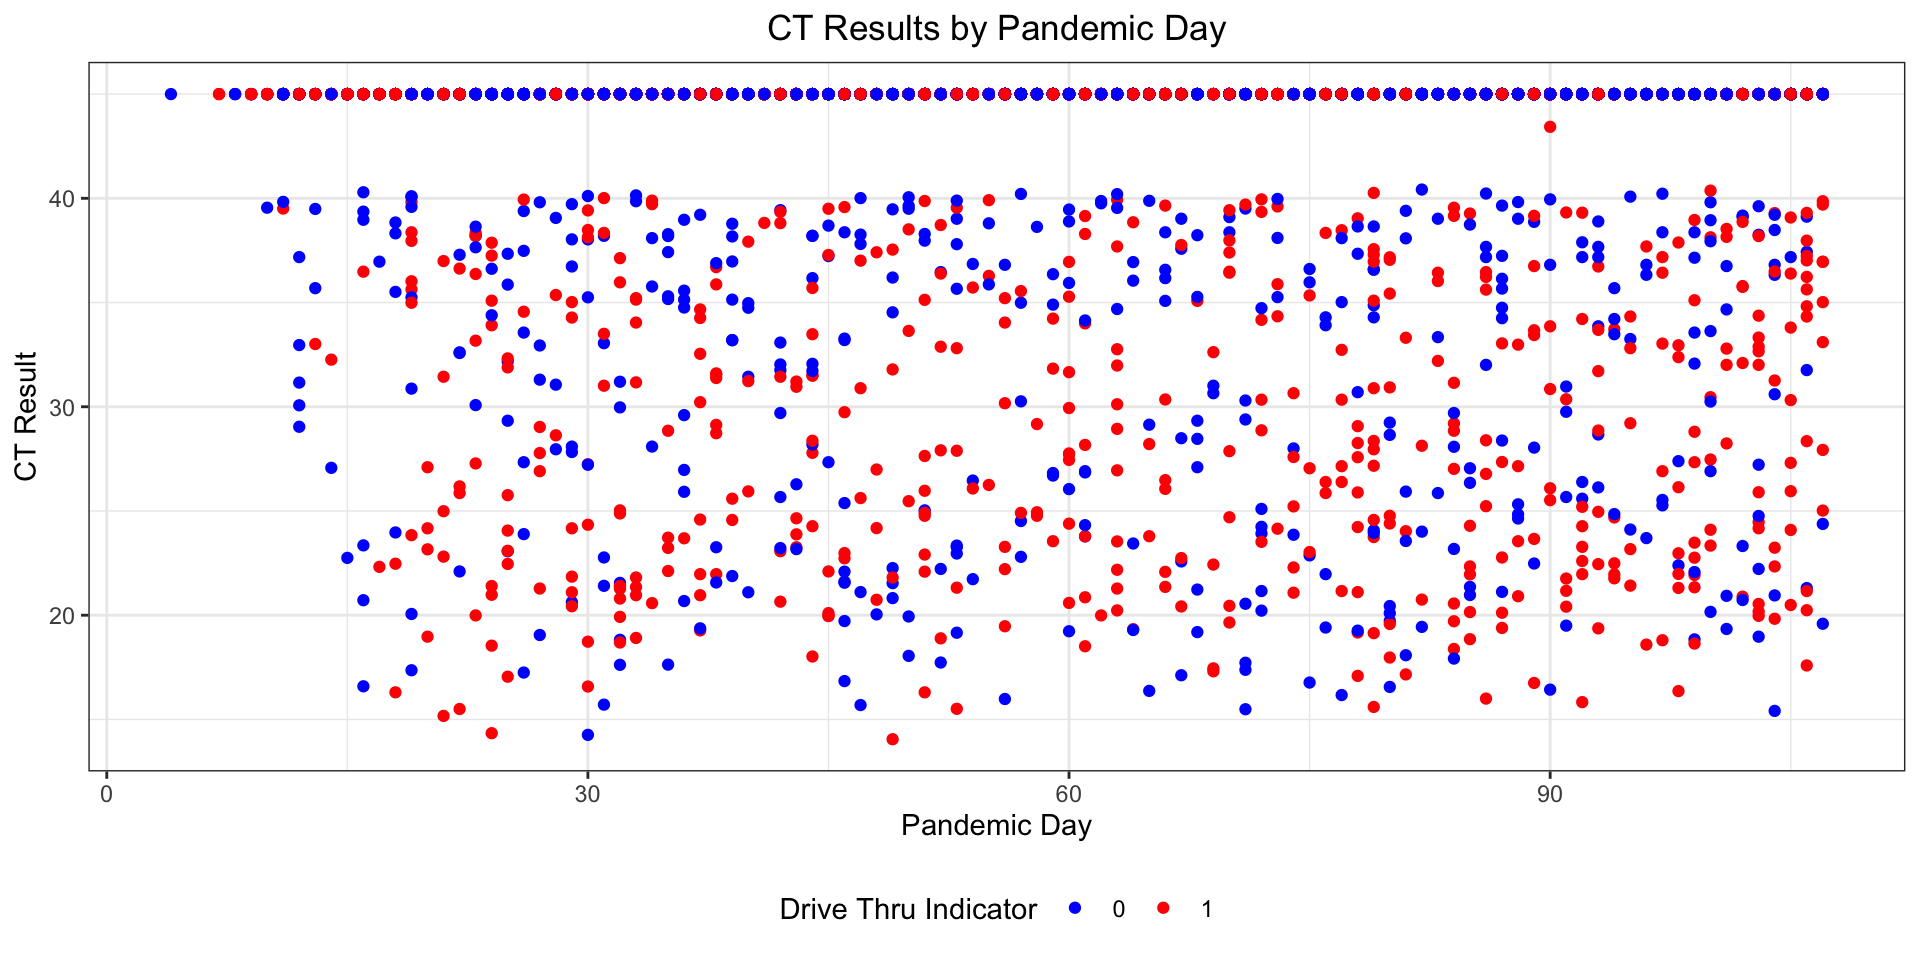 CT Results by Pandemic Day
CT Result
40
30
20
0 30 60 90
Pandemic Day
Drive Thru Indicator 0 1